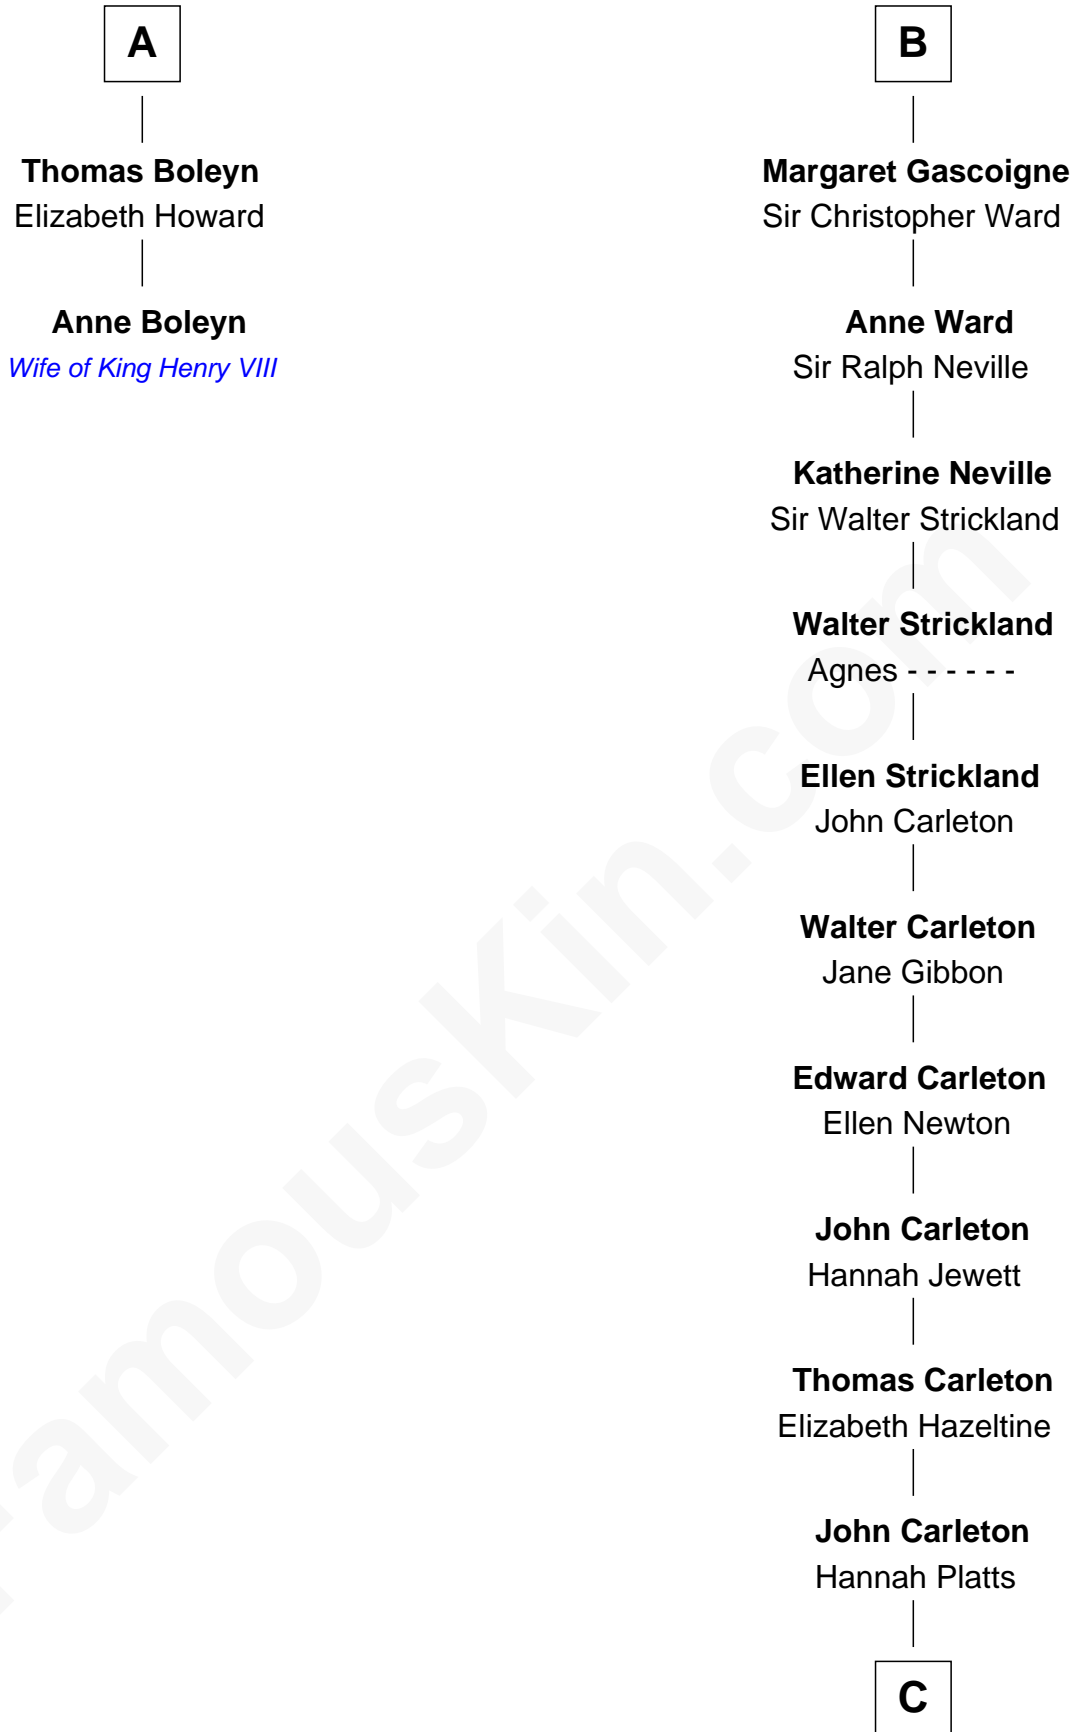 A
Thomas Boleyn
Elizabeth Howard
Anne Boleyn
Wife of King Henry VIII
B
Margaret Gascoigne
Sir Christopher Ward
Anne Ward
Sir Ralph Neville
Katherine Neville
Sir Walter Strickland
Walter Strickland
Agnes - - - - - -
Ellen Strickland
John Carleton
Walter Carleton
Jane Gibbon
Edward Carleton
Ellen Newton
John Carleton
Hannah Jewett
Thomas Carleton
Elizabeth Hazeltine
John Carleton
Hannah Platts
C
FamousKin.com